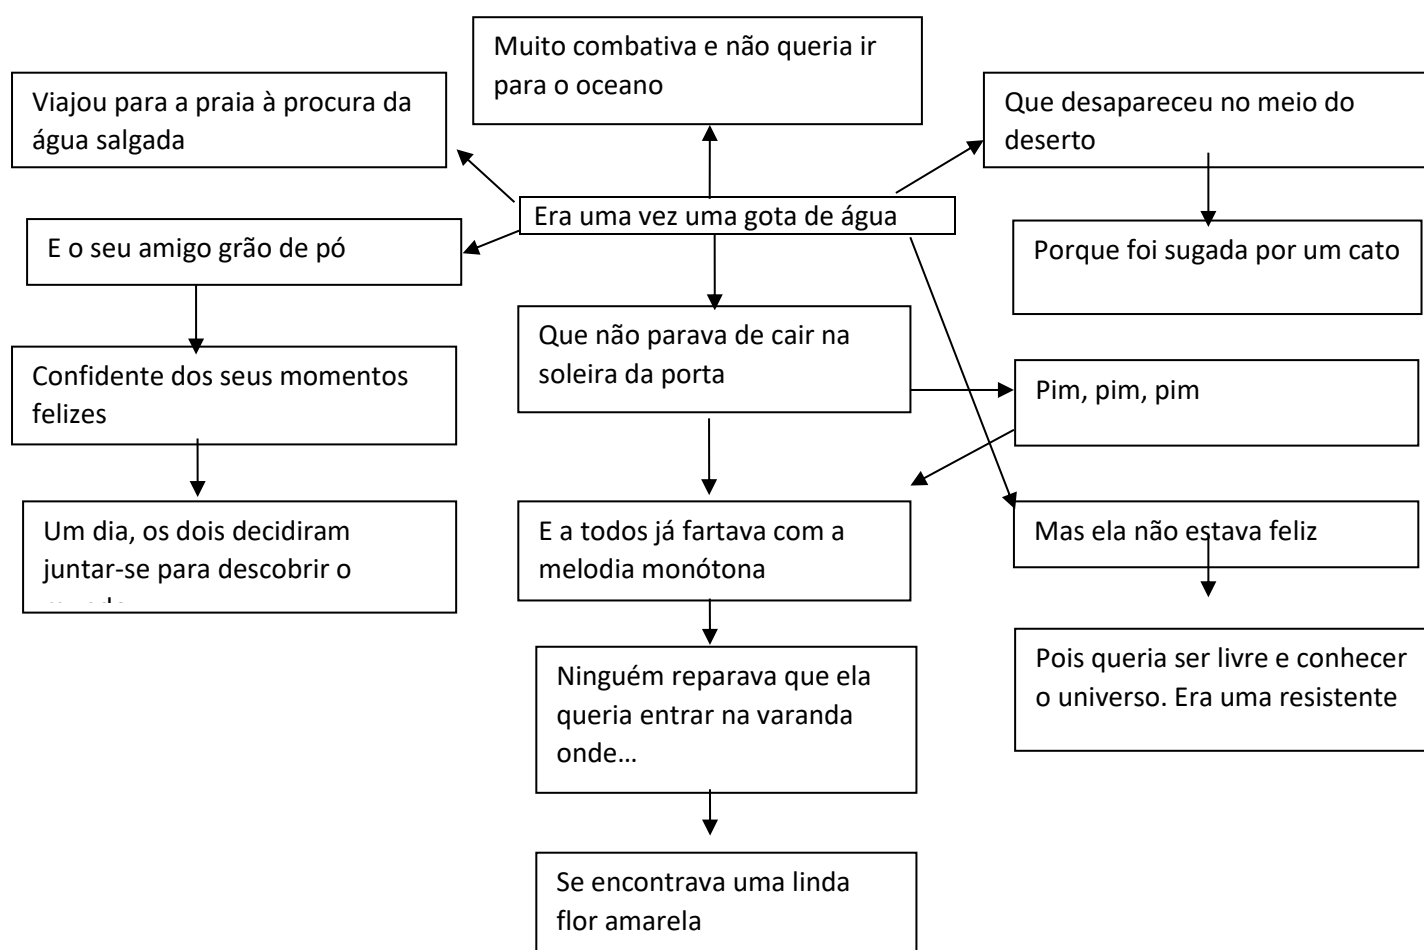 Muito combativa e não queria ir
para o oceano
Viajou para a praia à procura da
água salgada
Que desapareceu no meio do
deserto
Era uma vez uma gota de água
E o seu amigo grão de pó
Porque foi sugada por um cato
Que não parava de cair na
soleira da porta
Confidente dos seus momentos
felizes
Pim, pim, pim
Um dia, os dois decidiram
juntar-se para descobrir o
E a todos já fartava com a
melodia monótona
Mas ela não estava feliz
Ninguém reparava que ela
queria entrar na varanda
onde…
Pois queria ser livre e conhecer
o universo. Era uma resistente
Se encontrava uma linda
flor amarela